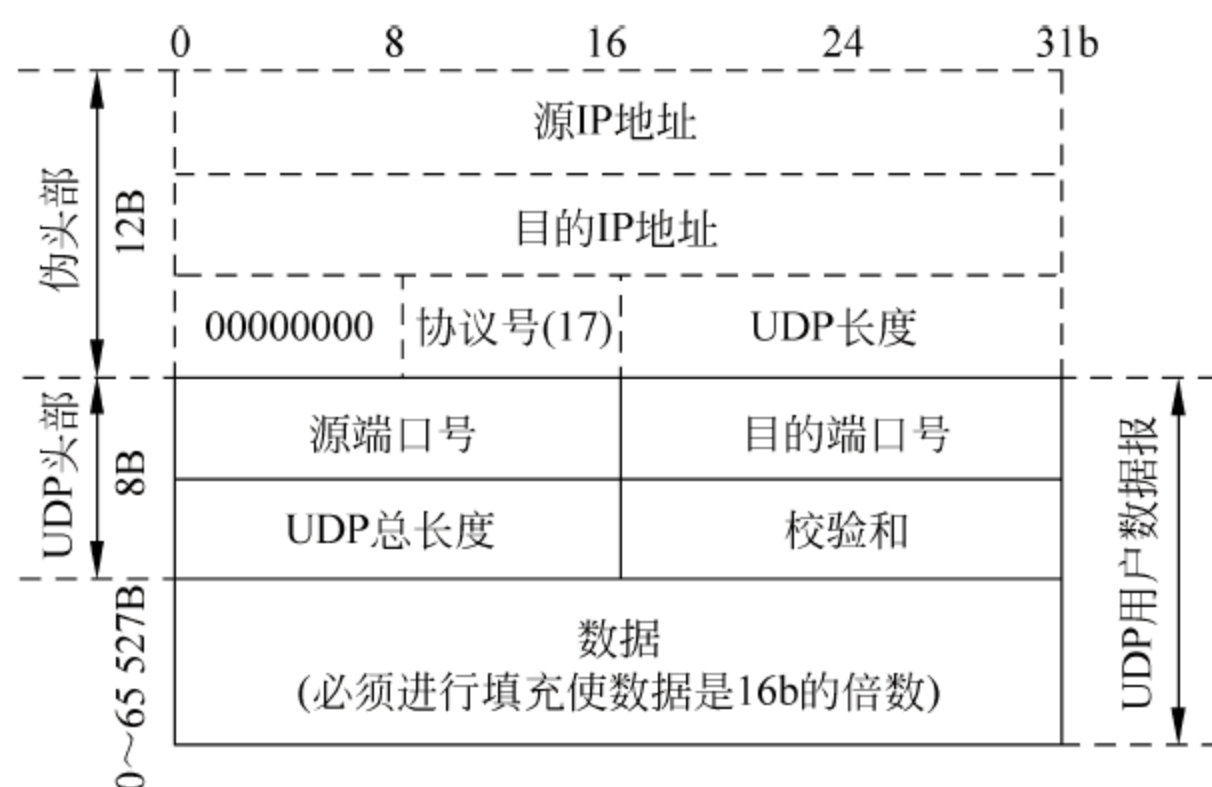 0 8 16 24 31b
伪头部
12B
源IP地址
目的IP地址
00000000 协议号(17) UDP长度
UDP头部
8B
源端口号 目的端口号
UDP总长度 校验和
0～65 527B
数据
(必须进行填充使数据是16b的倍数)
UDP用户数据报